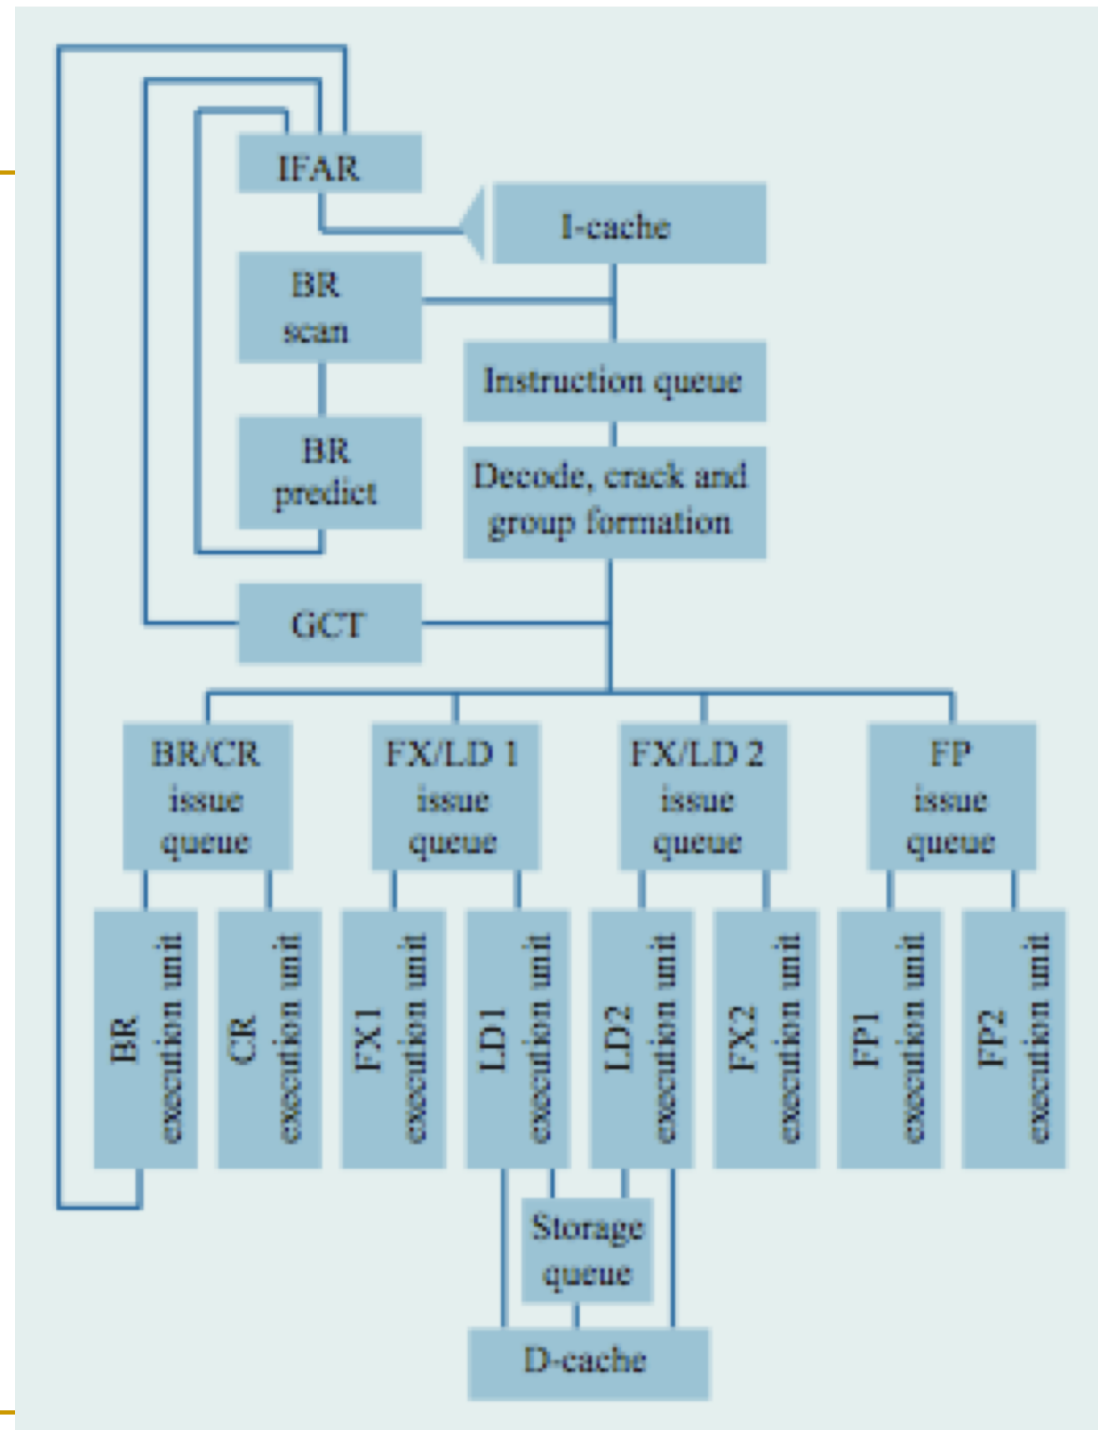 IFAR
I-cache
BR
scan
Instruction queue
BR
predict
Decode, crack and
group formation
GCT
BR/CR
issue
queue
FX/LD 1
issue
queue
FX/LD 2
issue
queue
FP
issue
queue
BR
execution unit
CR
execution unit
FX1
execution unit
LD1
execution unit
LD2
execution unit
FX2
execution unit
FP1
execution unit
FP2
execution unit
Storage
queue
D-cache